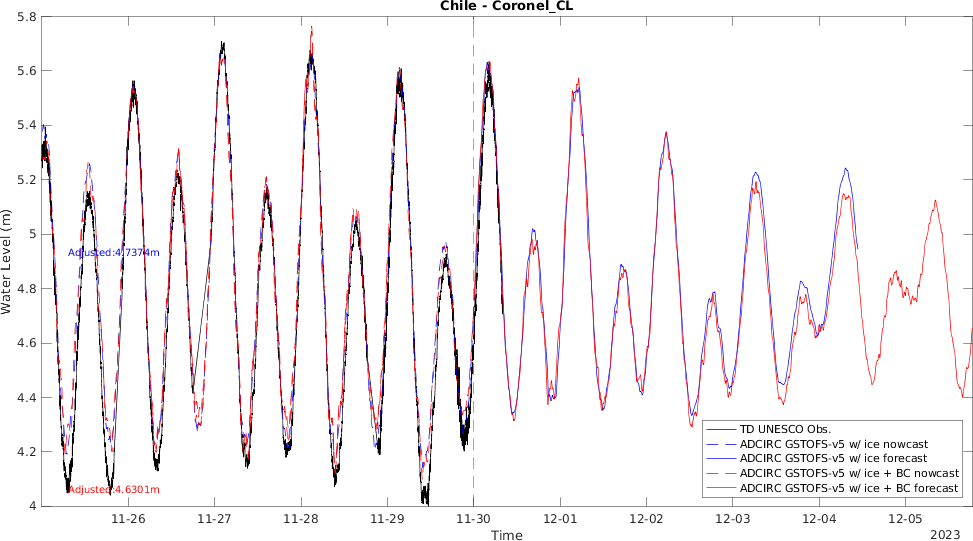 Chile - Coronel_CL
5.8
5.6
5.4
5.2
5
4.8
4.6
4.4
4.2
4
Water Level (m)
Adjusted:4.7374m
Adjusted:4.6301m
TD UNESCO Obs.
ADCIRC GSTOFS-v5 w/ ice nowcast
ADCIRC GSTOFS-v5 w/ ice forecast
ADCIRC GSTOFS-v5 w/ ice + BC nowcast
ADCIRC GSTOFS-v5 w/ ice + BC forecast
11-26 11-27 11-28 11-29 11-30 12-01 12-02 12-03 12-04 12-05
Time
2023